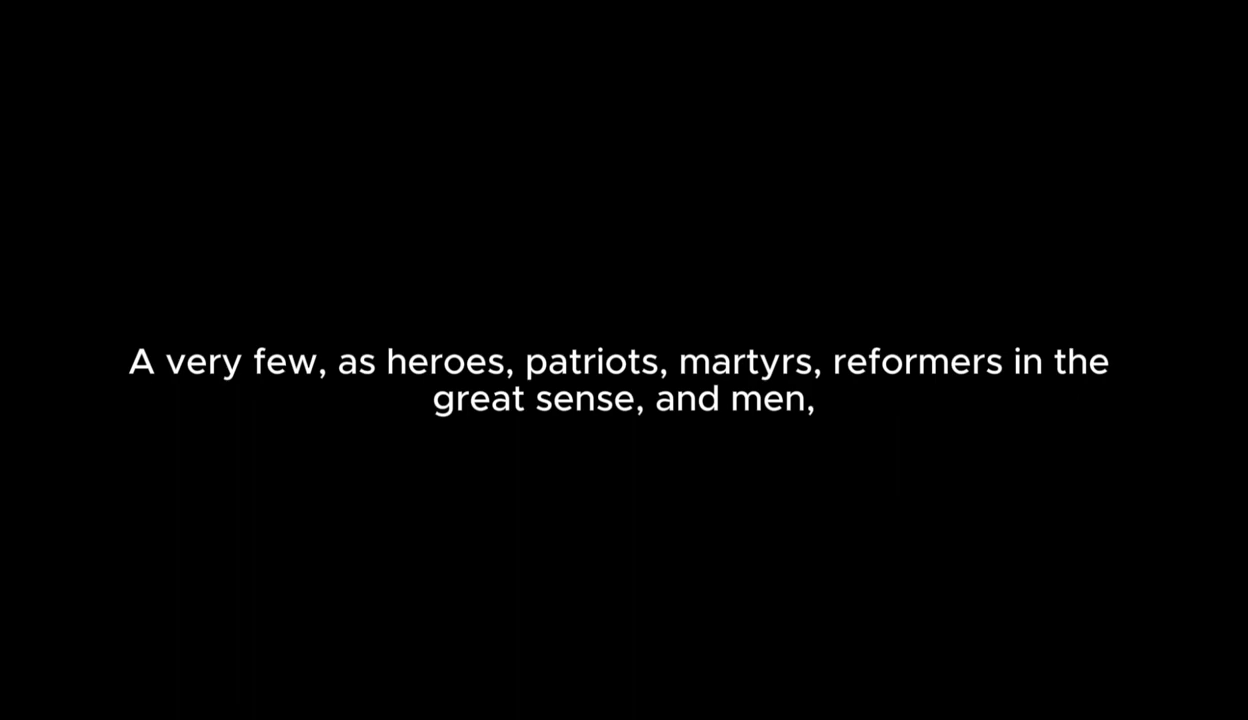 A very few, as heroes, patriots, martyrs, reformers in the
great sense, and men,